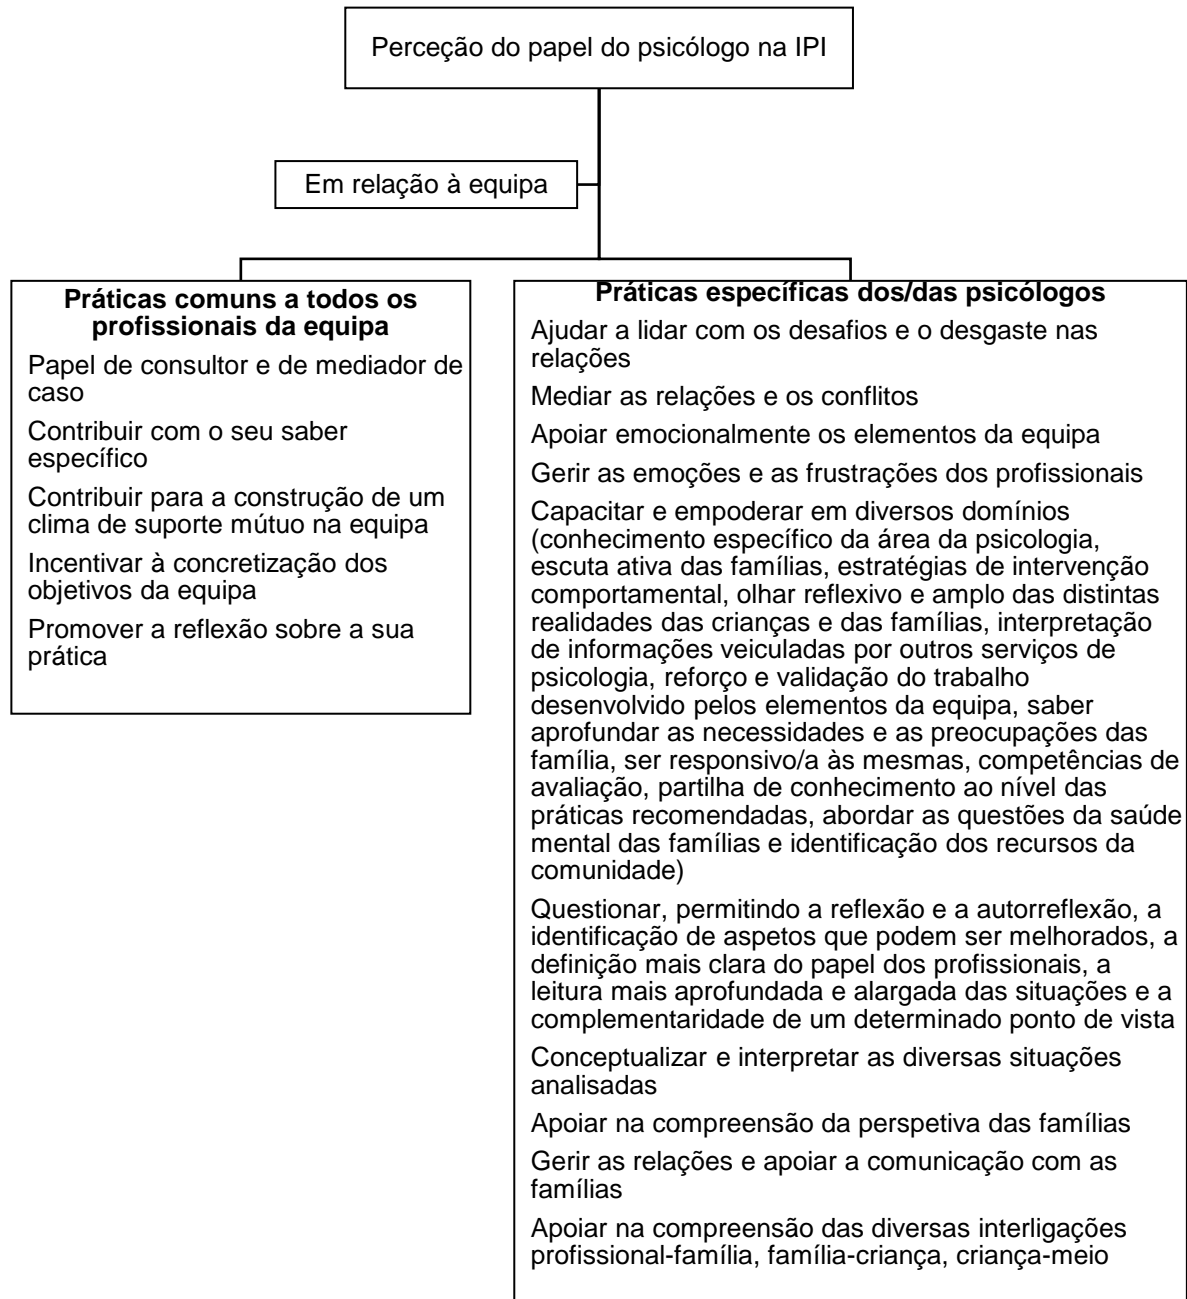 Perceção do papel do psicólogo na IPI
Em relação à equipa
Práticas comuns a todos os
profissionais da equipa
Papel de consultor e de mediador de
caso
Contribuir com o seu saber
específico
Contribuir para a construção de um
clima de suporte mútuo na equipa
Incentivar à concretização dos
objetivos da equipa
Promover a reflexão sobre a sua
prática
Práticas específicas dos/das psicólogos
Ajudar a lidar com os desafios e o desgaste nas
relações
Mediar as relações e os conflitos
Apoiar emocionalmente os elementos da equipa
Gerir as emoções e as frustrações dos profissionais
Capacitar e empoderar em diversos domínios
(conhecimento específico da área da psicologia,
escuta ativa das famílias, estratégias de intervenção
comportamental, olhar reflexivo e amplo das distintas
realidades das crianças e das famílias, interpretação
de informações veiculadas por outros serviços de
psicologia, reforço e validação do trabalho
desenvolvido pelos elementos da equipa, saber
aprofundar as necessidades e as preocupações das
família, ser responsivo/a às mesmas, competências de
avaliação, partilha de conhecimento ao nível das
práticas recomendadas, abordar as questões da saúde
mental das famílias e identificação dos recursos da
comunidade)
Questionar, permitindo a reflexão e a autorreflexão, a
identificação de aspetos que podem ser melhorados, a
definição mais clara do papel dos profissionais, a
leitura mais aprofundada e alargada das situações e a
complementaridade de um determinado ponto de vista
Conceptualizar e interpretar as diversas situações
analisadas
Apoiar na compreensão da perspetiva das famílias
Gerir as relações e apoiar a comunicação com as
famílias
Apoiar na compreensão das diversas interligações
profissional-família, família-criança, criança-meio